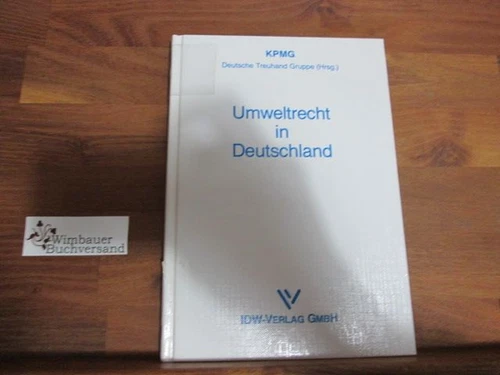 KPMG
Deutsche Treuhand Gruppe (Hrsg.)
Umweltrecht
in
Deutschland
IDW-VERLAG GMBH
Wimbauer
Buchversand